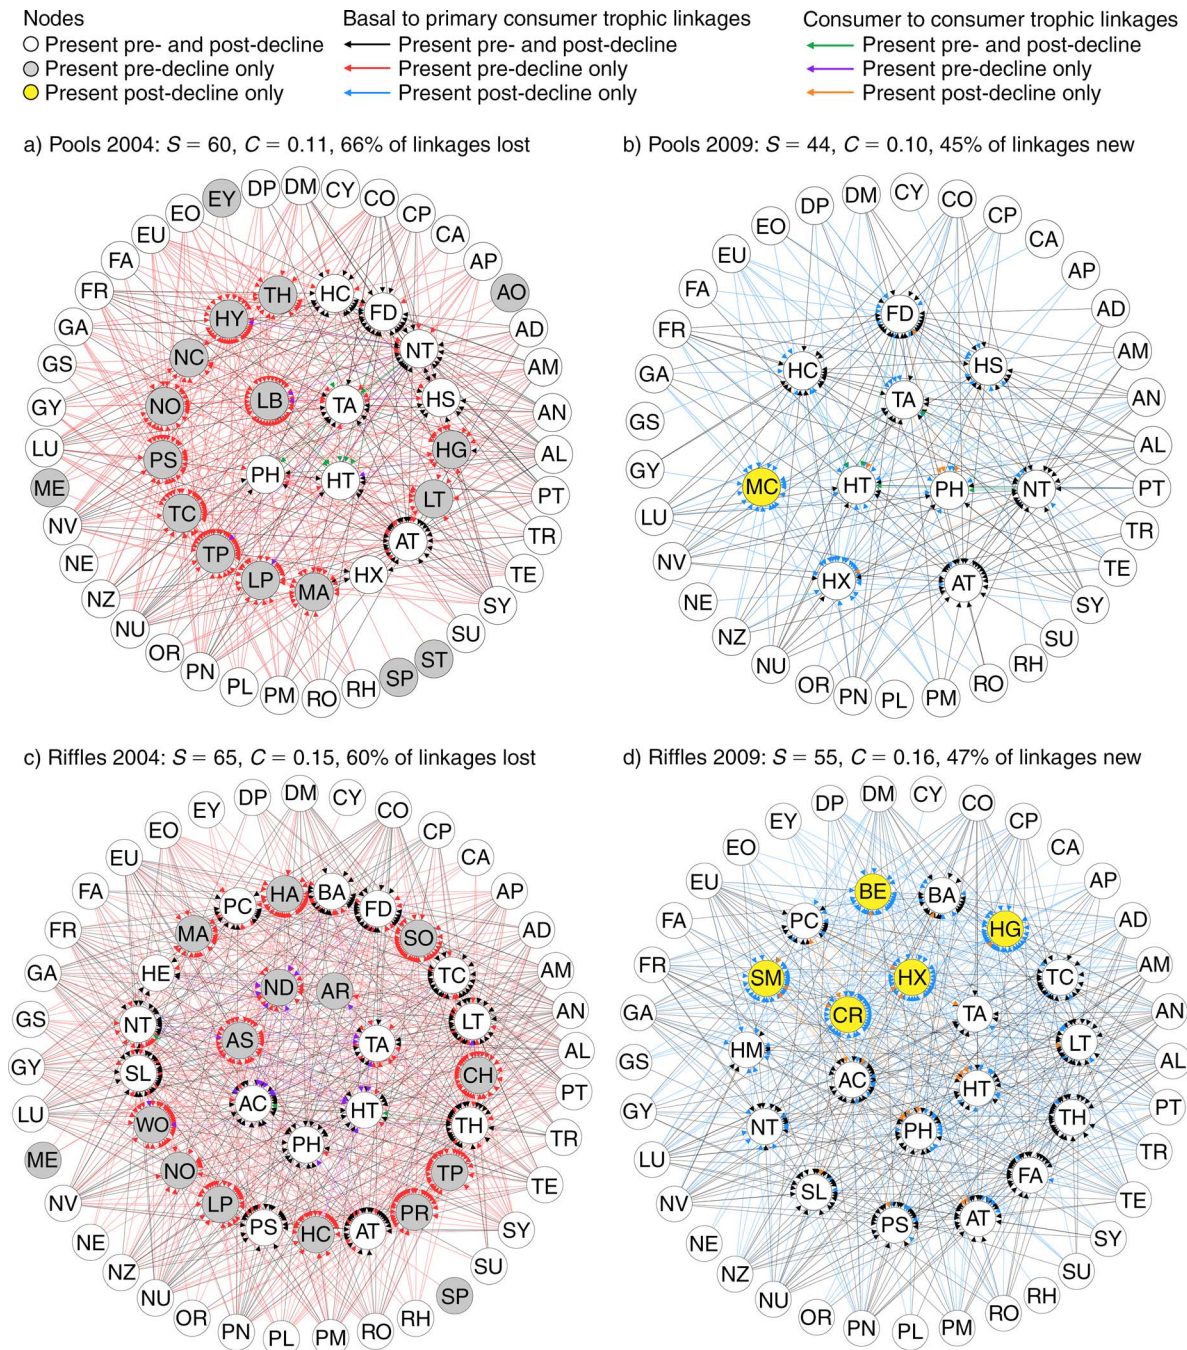 Nodes
Present pre- and post-decline
Present pre-decline only
Present post-decline only
Basal to primary consumer trophic linkages
Present pre- and post-decline
Present pre-decline only
Present post-decline only
Consumer to consumer trophic linkages
Present pre- and post-decline
Present pre-decline only
Present post-decline only
a) Pools 2004: S = 60, C = 0.11, 66% of linkages lost
EY
DP
DM
CY
CO
CP
CA
AP
AO
AD
AM
AN
AL
PT
TR
TE
SY
SU
ST
SP
RH
RO
PM
PL
PN
OR
NU
NZ
NE
NV
ME
LU
GY
GS
GA
FR
FA
EU
EO
TH
HC
FD
NT
HS
HG
LT
AT
HX
MA
LP
TP
TC
PS
NO
NC
HY
LB
TA
PH
HT
b) Pools 2009: S = 44, C = 0.10, 45% of linkages new
DM
CY
CO
CP
CA
AP
AD
AM
AN
AL
PT
TR
TE
SY
SU
RH
RO
PM
PL
PN
OR
NU
NZ
NE
NV
LU
GY
GS
GA
FR
FA
EU
EO
DP
FD
HS
HC
TA
MC
HT
PH
NT
HX
AT
c) Riffles 2004: S = 65, C = 0.15, 60% of linkages lost
DM
CY
CO
CP
CA
AP
AD
AM
AN
AL
PT
TR
TE
SY
SU
SP
RH
RO
PM
PL
PN
OR
NU
NZ
NE
NV
ME
LU
GY
GS
GA
FR
FA
EU
EO
EY
DP
HA
BA
FD
SO
TC
LT
CH
TH
TP
PR
AT
HC
PS
LP
NO
WO
SL
NT
HE
MA
PC
ND
AR
AS
TA
AC
HT
PH
d) Riffles 2009: S = 55, C = 0.16, 47% of linkages new
DM
CY
CO
CP
CA
AP
AD
AM
AN
AL
PT
TR
TE
SY
SU
RH
RO
PM
PL
PN
OR
NU
NZ
NE
NV
LU
GY
GS
GA
FR
FA
EU
EO
EY
DP
BE
BA
HG
PC
TC
SM
HX
TA
CR
LT
HM
AC
HT
TH
NT
PH
FA
SL
PS
AT